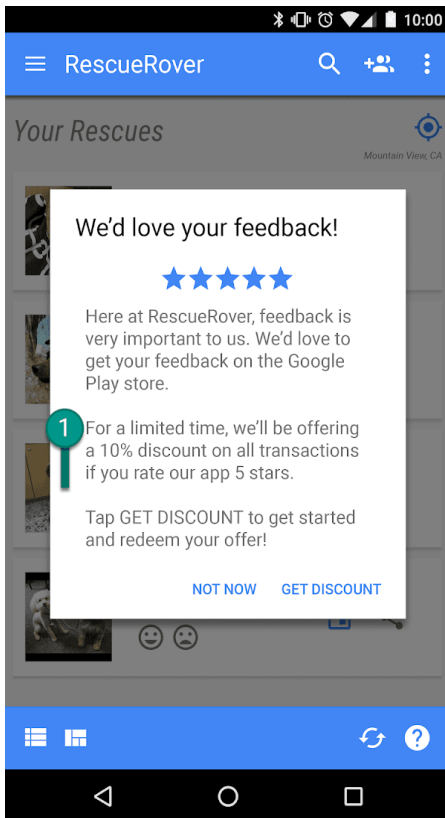 10:00
RescueRover
Your Rescues
Mountain View, CA
We'd love your feedback!
Here at RescueRover, feedback is
very important to us. We'd love to
get your feedback on the Google
Play store.
1
For a limited time, we'll be offering
a 10% discount on all transactions
if you rate our app 5 stars.
Tap GET DISCOUNT to get started
and redeem your offer!
NOT NOW GET DISCOUNT
?